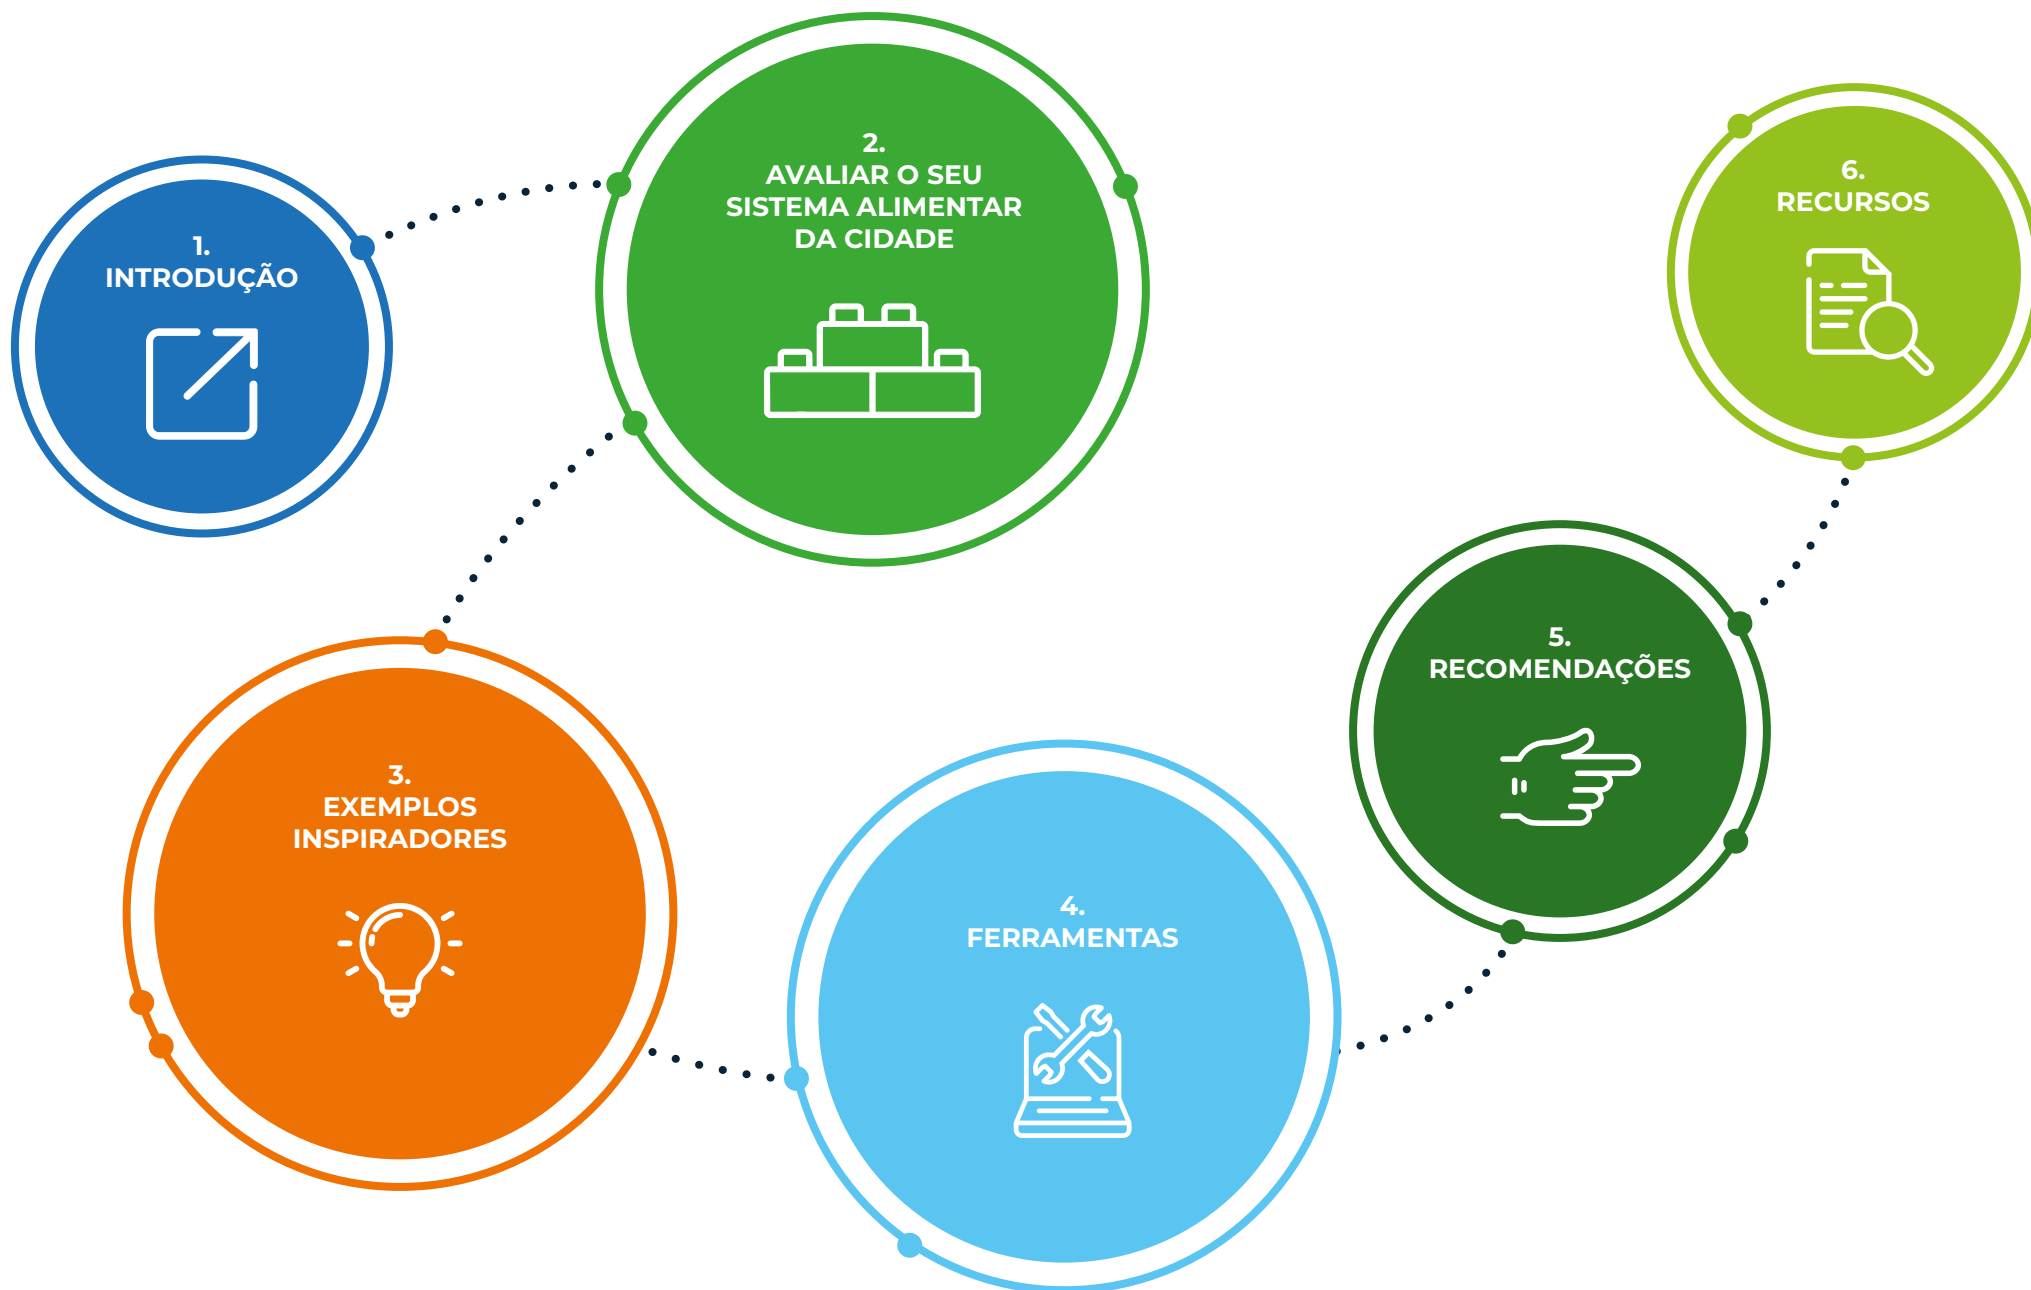 1.
INTRODUÇÃO
2.
AVALIAR O SEU
SISTEMA ALIMENTAR
DA CIDADE
3.
EXEMPLOS
INSPIRADORES
4.
FERRAMENTAS
5.
RECOMENDAÇÕES
6.
RECURSOS